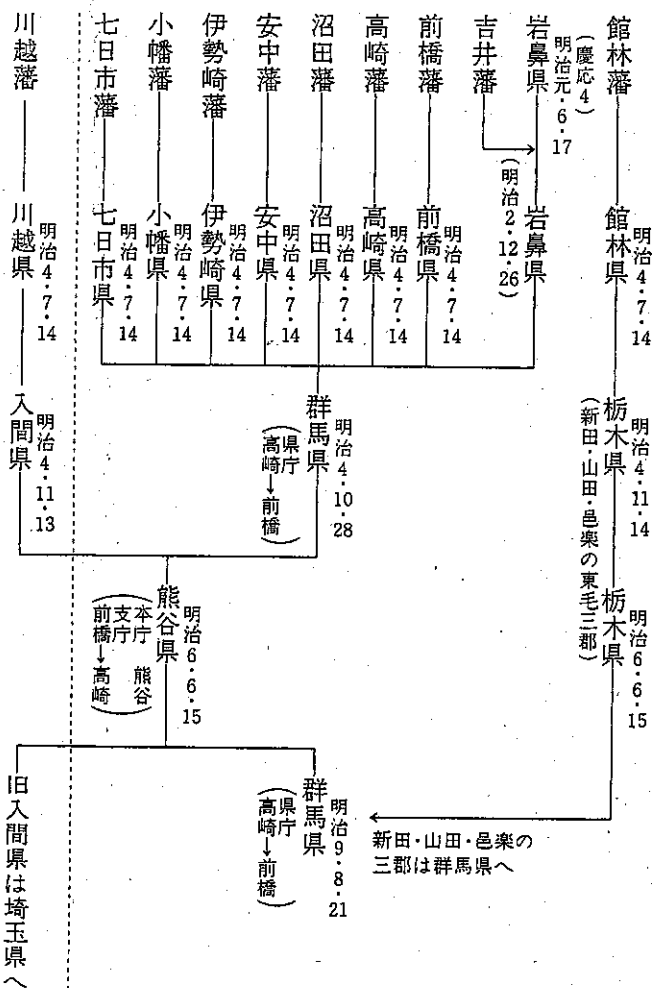 館林藩
明治4・7・14
館林県
明治4・11・14
栃木県
（新田・山田・邑楽の東毛三郡）
明治6・6・15
栃木県
新田・山田・邑楽の
三郡は群馬県へ
（慶応4）
明治元・6・17
岩鼻県
岩鼻県
吉井藩
（明治2・12・26）
前橋藩
明治4・7・14
前橋県
高崎藩
明治4・7・14
高崎県
沼田藩
明治4・7・14
沼田県
安中藩
明治4・7・14
安中県
伊勢崎藩
明治4・7・14
伊勢崎県
小幡藩
明治4・7・14
小幡県
七日市藩
明治4・7・14
七日市県
明治4・10・28
群馬県
（県庁
高崎→前橋）
川越藩
明治4・7・14
川越県
明治4・11・13
入間県
明治6・6・15
熊谷県
（本庁 熊谷
支庁
前橋→高崎）
明治9・8・21
群馬県
（県庁
高崎→前橋）
旧入間県は埼玉県へ